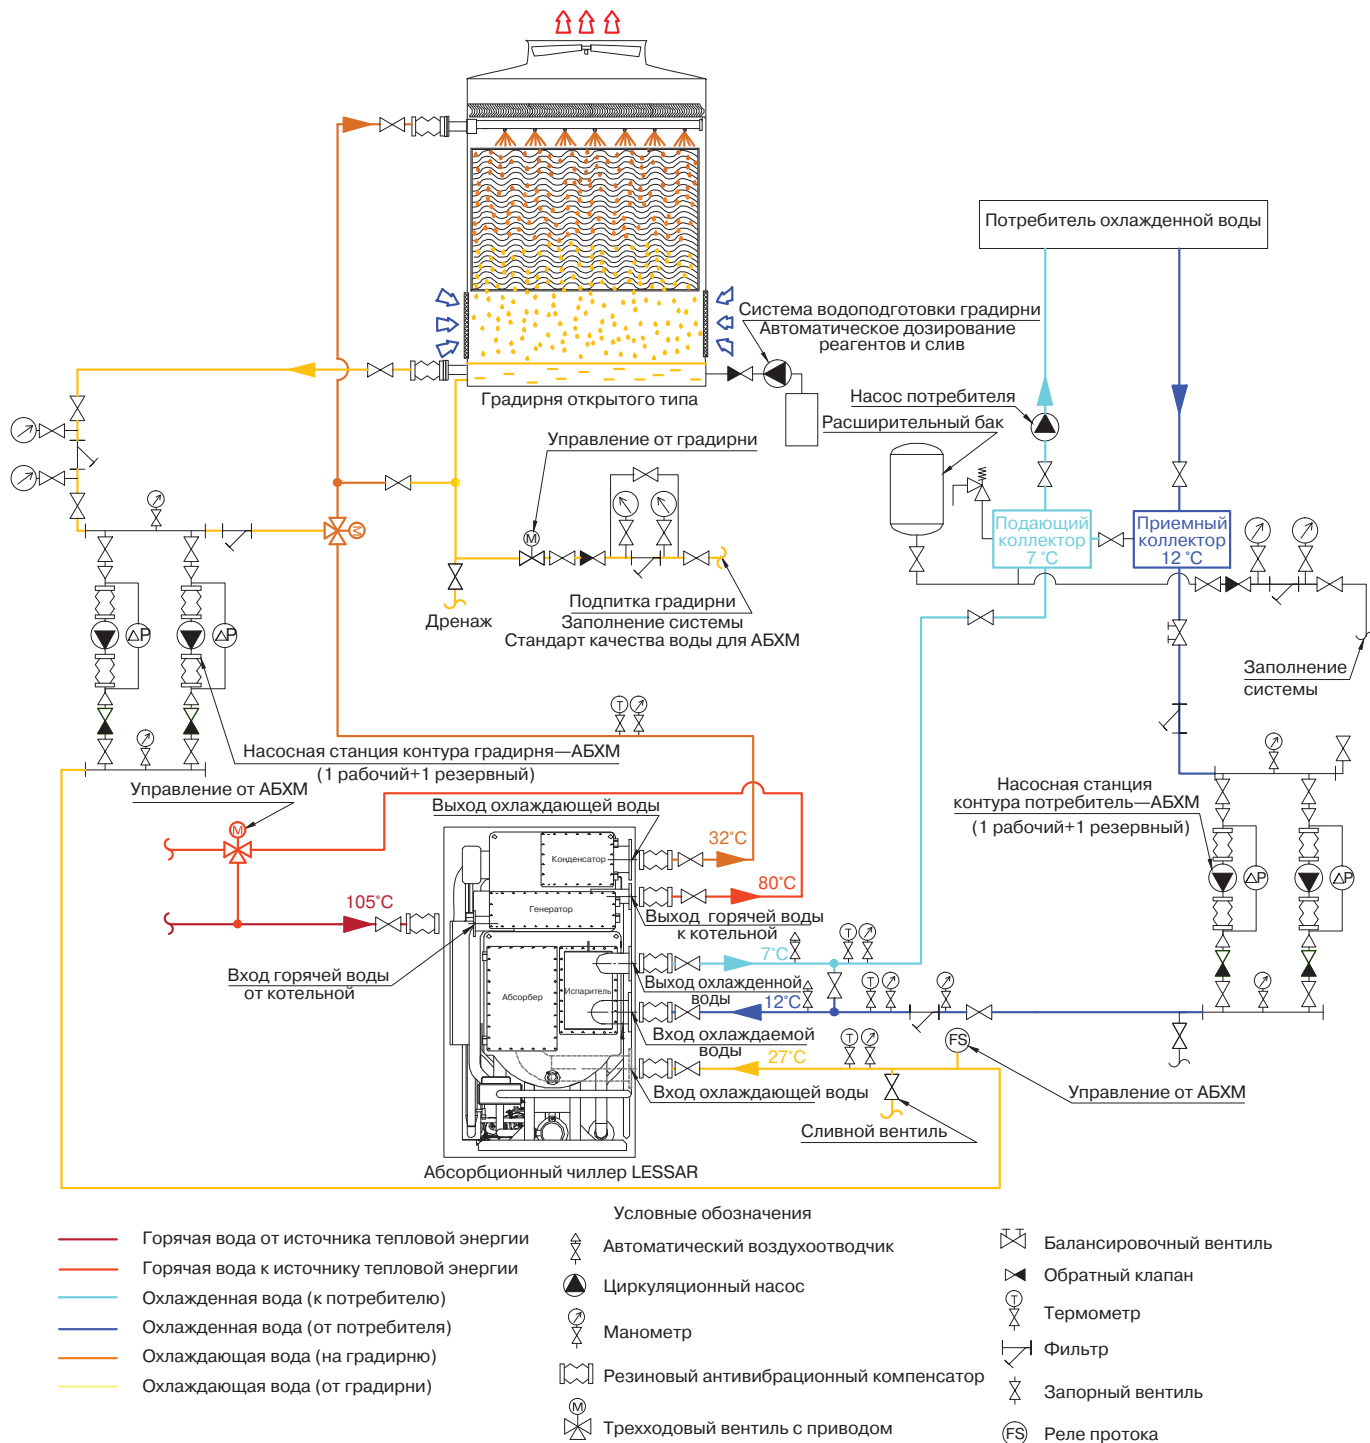 Потребитель охлажденной воды
Система водоподготовки градирни
Автоматическое дозирование
реагентов и слив
Градирня открытого типа
Насос потребителя
Расширительный бак
Управление от градирни
M
M
Подающий
коллектор
7 °C
Приемный
коллектор
12 °C
Подпитка градирни
Заполнение системы
Стандарт качества воды для АБХМ
Дренаж
ΔP
ΔP
Заполнение
системы
T
Насосная станция контура градирня—АБХМ
(1 рабочий+1 резервный)
Управление от АБХМ
M
Выход охлаждающей воды
Насосная станция
контура потребитель—АБХМ
(1 рабочий+1 резервный)
ΔP
ΔP
32°C
Конденсатор
80°C
105°C
Генератор
Выход горячей воды
к котельной
Вход горячей воды
от котельной
7°C
T
Выход охлажденной
воды
Абсорбер
Испаритель
12°C
T
Вход охлаждаемой
воды
27°C
T
FS
Вход охлаждающей воды
Управление от АБХМ
Сливной вентиль
Абсорбционный чиллер LESSAR
Условные обозначения
Горячая вода от источника тепловой энергии
Горячая вода к источнику тепловой энергии
Охлажденная вода (к потребителю)
Охлажденная вода (от потребителя)
Охлаждающая вода (на градирню)
Охлаждающая вода (от градирни)
Автоматический воздухоотводчик
Циркуляционный насос
Манометр
Резиновый антивибрационный компенсатор
M
Трехходовый вентиль с приводом
Балансировочный вентиль
Обратный клапан
T
Термометр
Фильтр
Запорный вентиль
FS
Реле протока